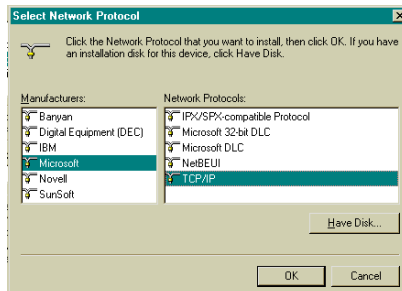 Select Network Protocol
Click the Network Protocol that you want to install, then click OK. If you have
an installation disk for this device, click Have Disk.
Manufacturers:
Banyan
Digital Equipment (DEC)
IBM
Microsoft
Novell
SunSoft
Network Protocols:
IPX/SPX-compatible Protocol
Microsoft 32-bit DLC
Microsoft DLC
NetBEUI
TCP/IP
Have Disk...
OK
Cancel